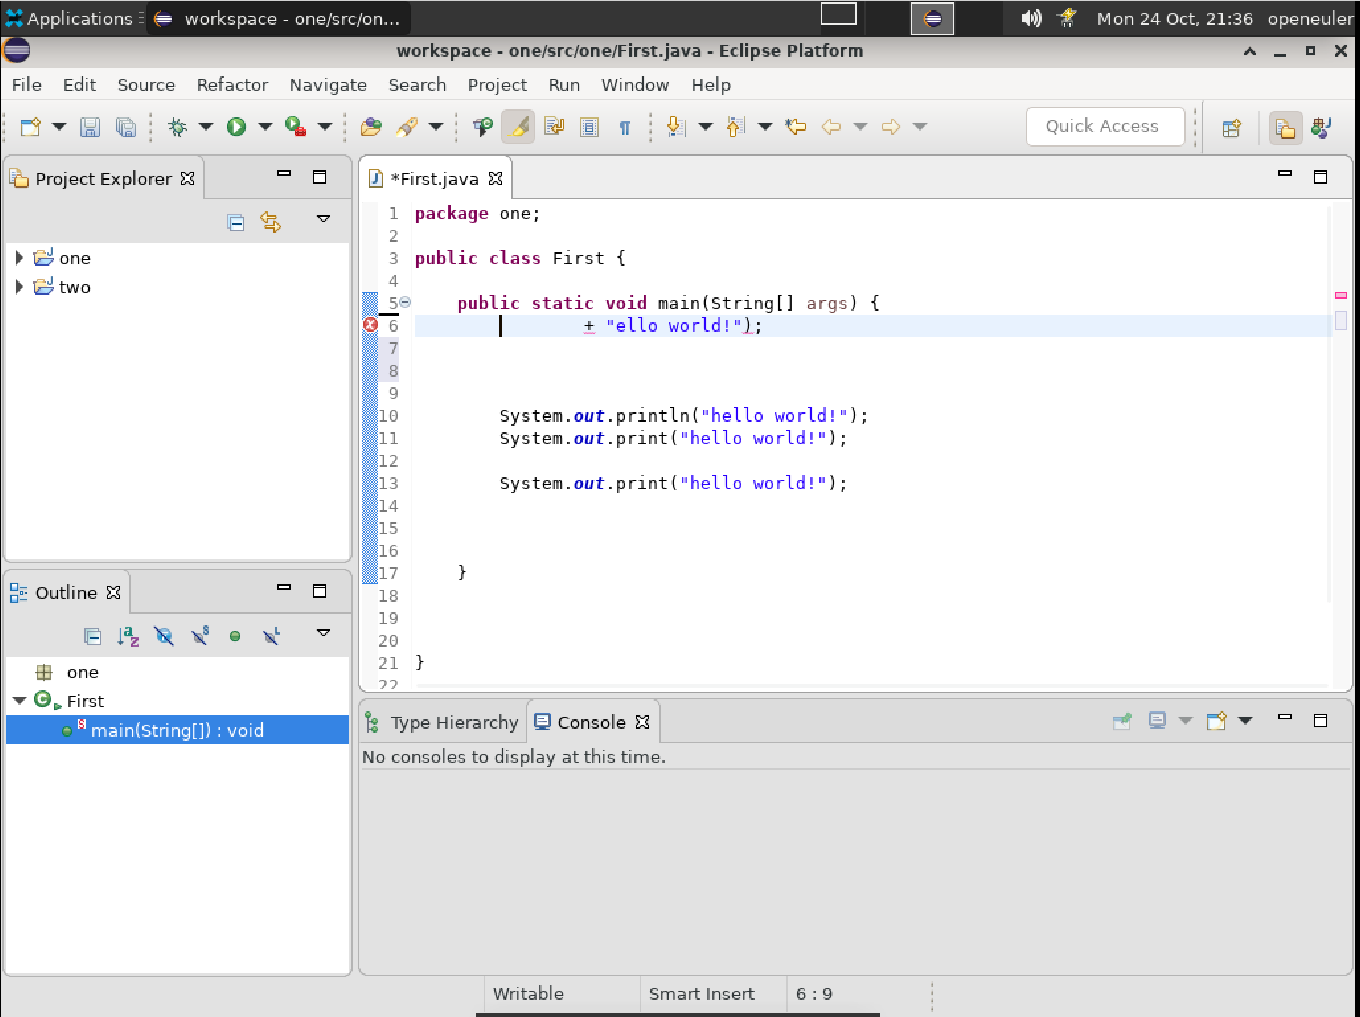 Applications
workspace - one/src/on...
Mon 24 Oct, 21:36
openeuler
workspace - one/src/one/First.java - Eclipse Platform
File Edit Source Refactor Navigate Search Project Run Window Help
Quick Access
Project Explorer
one
two
*First.java
1 package one;
2
3 public class First {
4
5 public static void main(String[] args) {
6 + "ello world!");
7
8
9
10 System.out.println("hello world!");
11 System.out.print("hello world!");
12
13 System.out.print("hello world!");
14
15
16
17 }
18
19
20
21 }
22
Outline
one
First
main(String[]) : void
Type Hierarchy
Console
No consoles to display at this time.
Writable
Smart Insert
6 : 9